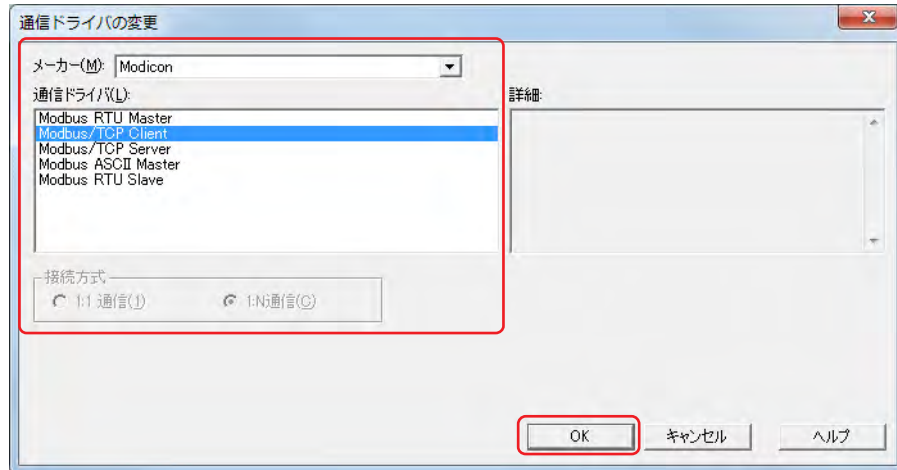 通信ドライバの変更
メーカー(M): Modicon
通信ドライバ(L):
詳細:
Modbus RTU Master
Modbus/TCP Client
Modbus/TCP Server
Modbus ASCII Master
Modbus RTU Slave
接続方式
1:1 通信(1)
1:N通信(C)
OK
キャンセル
ヘルプ